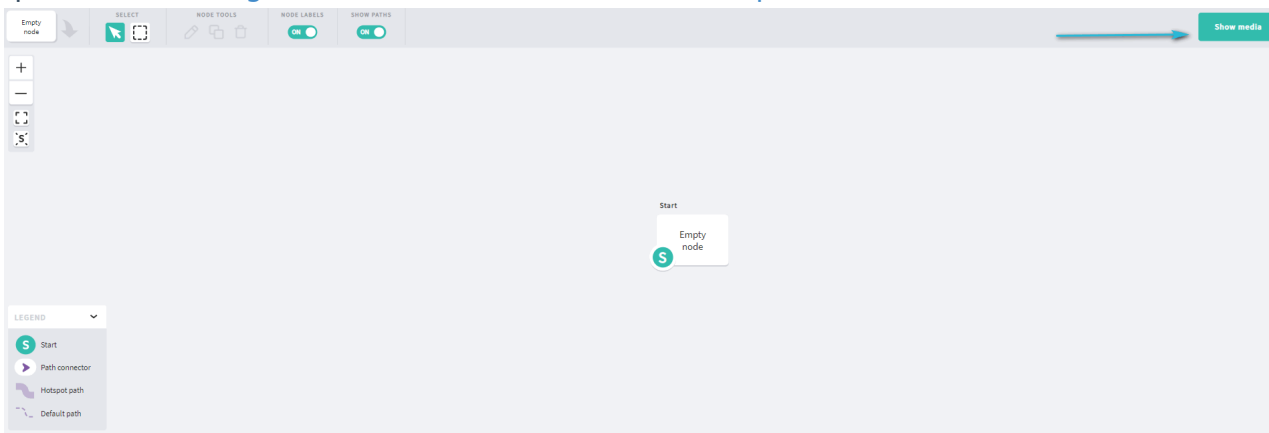 Empty
node
SELECT
NODE TOOLS
NODE LABELS
ON
SHOW PATHS
ON
Show media
S
Start
Empty
node
S
LEGEND
S Start
Path connector
Hotspot path
Default path